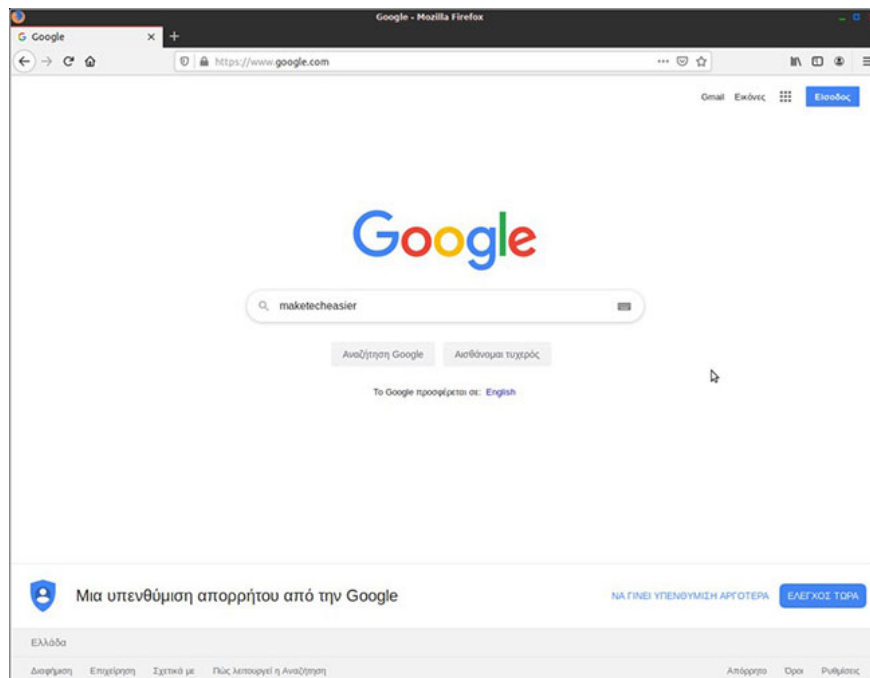 Google - Mozilla Firefox
Google
https://www.google.com
Gmail Εικόνες Είσοδος
Google
maketecheasier
Αναζήτηση Google Αισθάνομαι τυχερός
Το Google προσφέρεται σε: English
Μια υπενθύμιση απορρήτου από την Google ΝΑ ΓΙΝΕΙ ΥΠΕΝΘΥΜΙΣΗ ΑΡΓΟΤΕΡΑ ΕΛΕΓΧΟΣ ΤΩΡΑ
Ελλάδα
Διαφήμιση Επιχείρηση Σχετικά με Πώς λειτουργεί η Αναζήτηση Απόρρητο Όροι Ρυθμίσεις